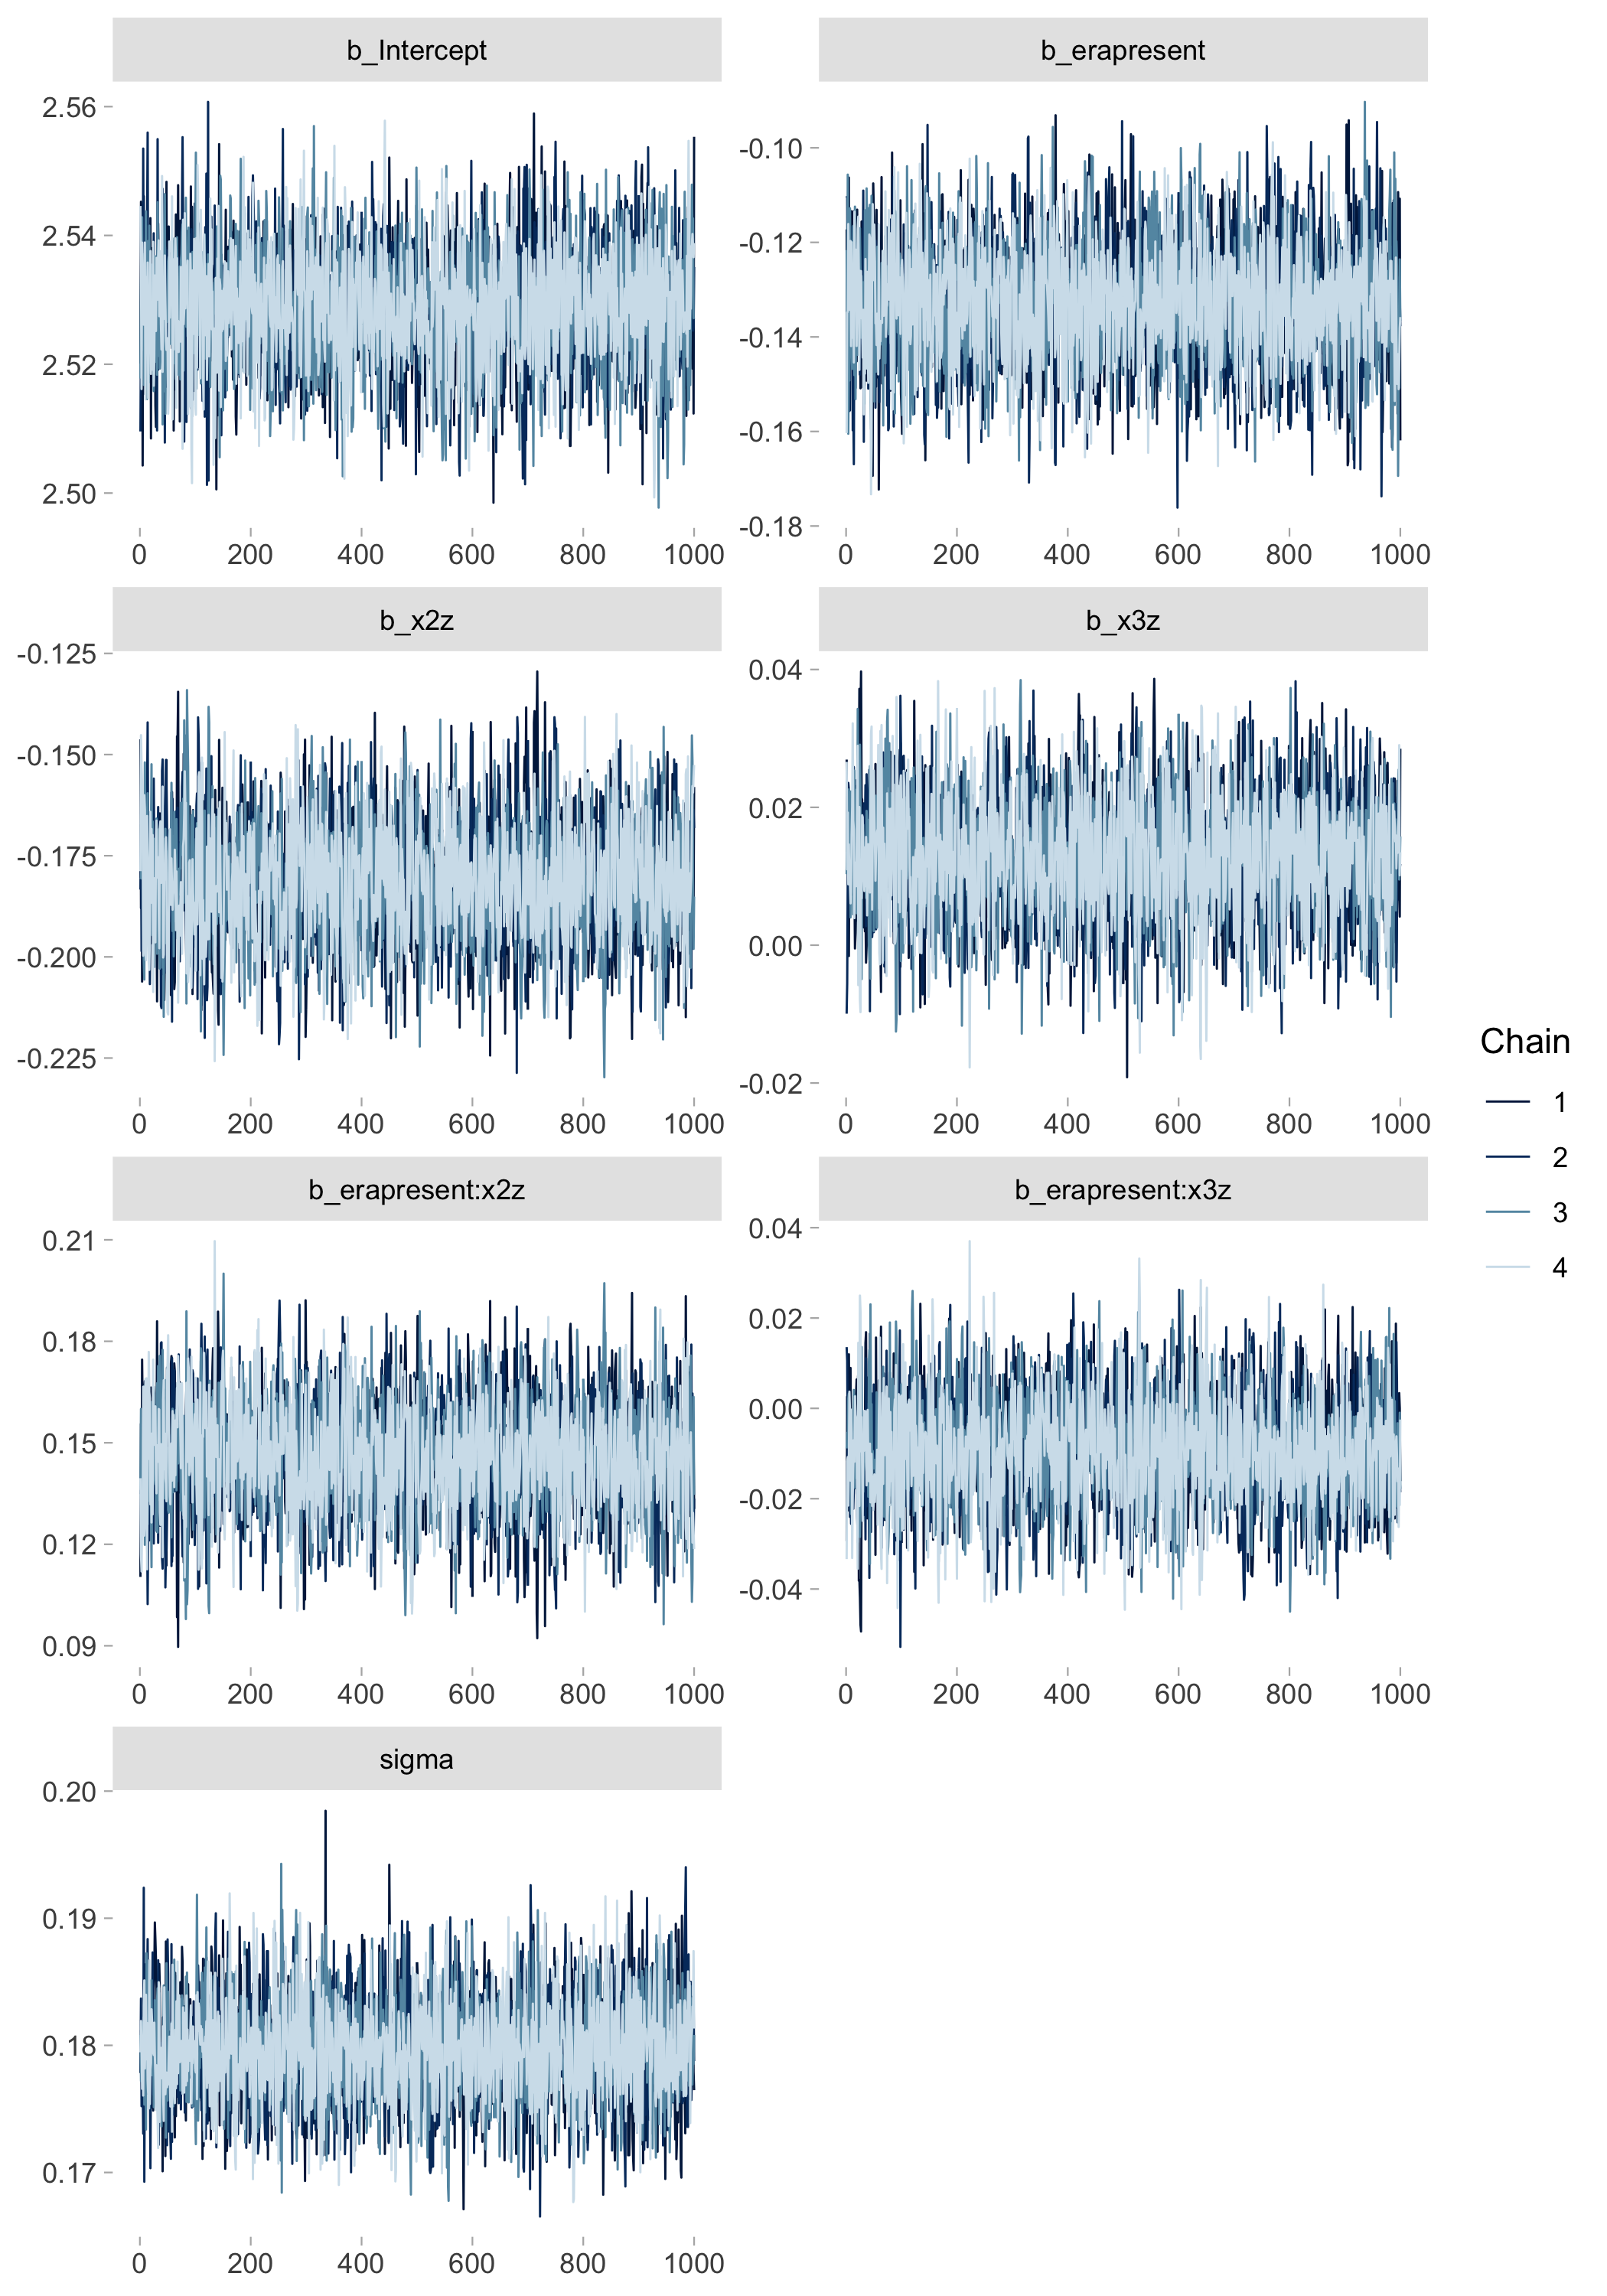 b_Intercept
2.56
2.54
2.52
2.50
0 200 400 600 800 1000
b_erapresent
-0.10
-0.12
-0.14
-0.16
-0.18
0 200 400 600 800 1000
b_x2z
-0.125
-0.150
-0.175
-0.200
-0.225
0 200 400 600 800 1000
b_x3z
0.04
0.02
0.00
-0.02
0 200 400 600 800 1000
b_erapresent:x2z
0.21
0.18
0.15
0.12
0.09
0 200 400 600 800 1000
b_erapresent:x3z
0.04
0.02
0.00
-0.02
-0.04
0 200 400 600 800 1000
sigma
0.20
0.19
0.18
0.17
0 200 400 600 800 1000
Chain
1
2
3
4